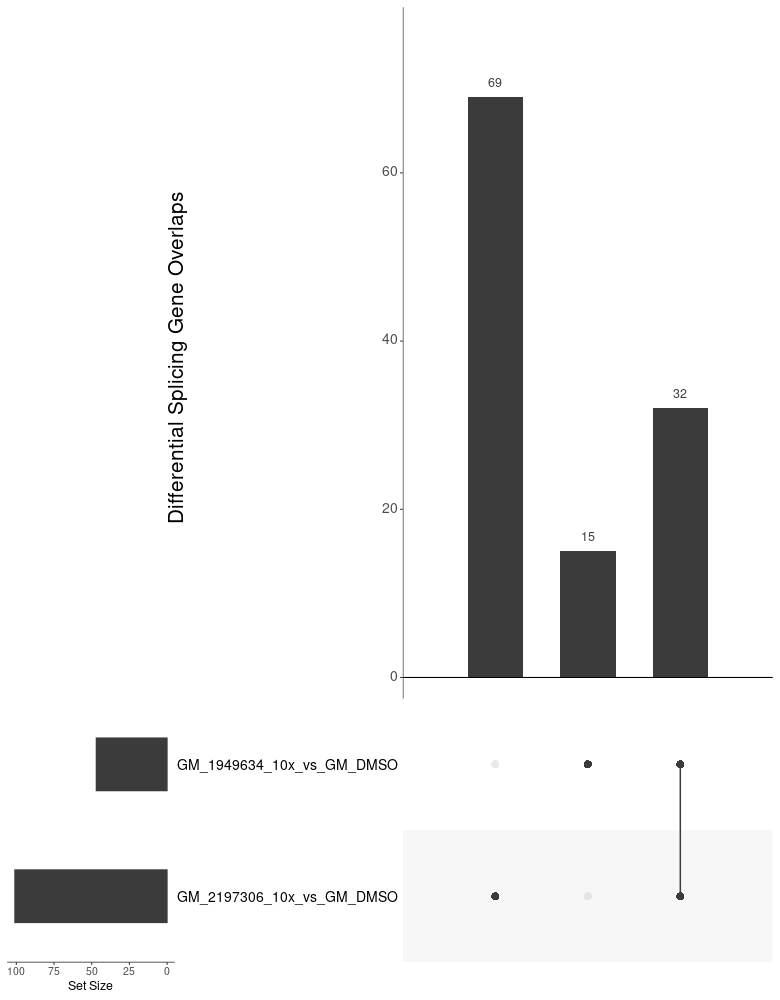 Differential Splicing Gene Overlaps
69
60
40
32
20
15
0
GM_1949634_10x_vs_GM_DMSO
GM_2197306_10x_vs_GM_DMSO
100 75 50 25 0
Set Size